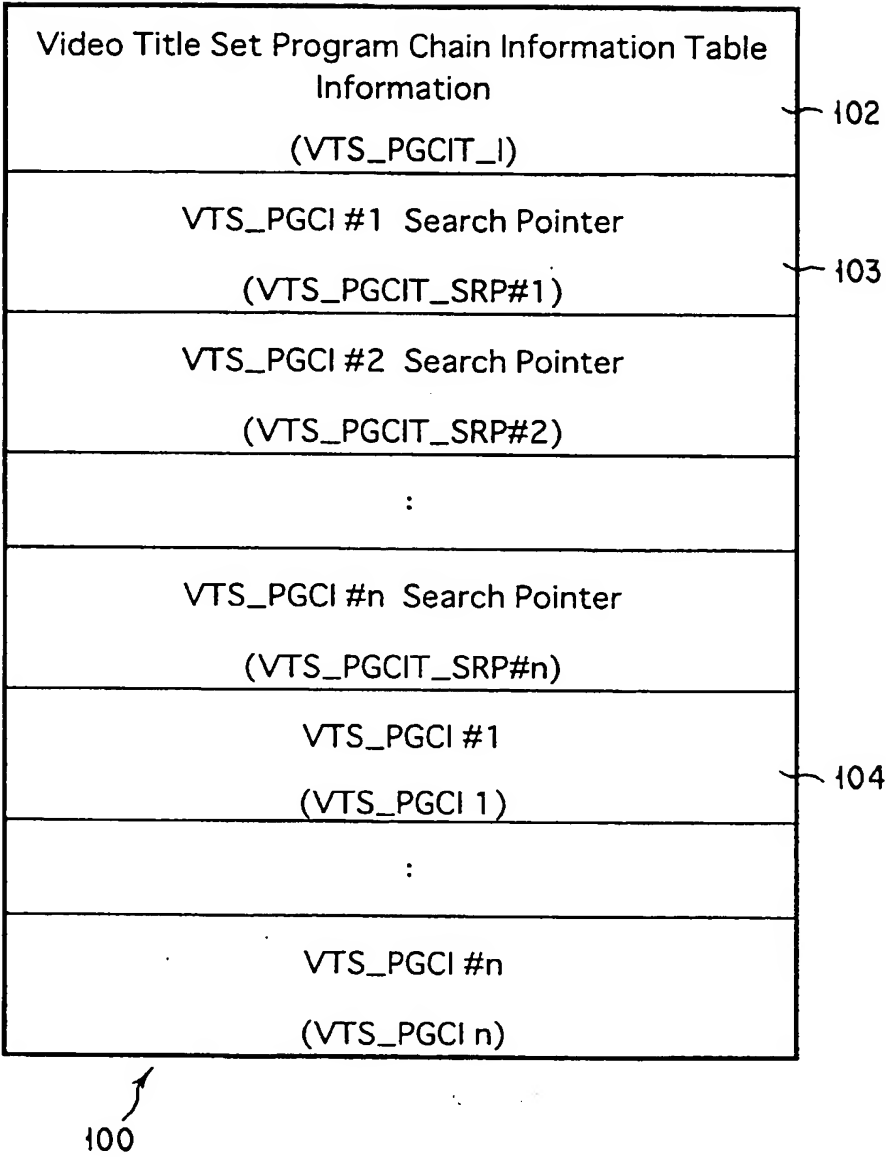 Video Title Set Program Chain Information Table
Information
(VTS_PGCIT_I)
102
VTS_PGCI #1 Search Pointer
(VTS_PGCIT_SRP#1)
103
VTS_PGCI #2 Search Pointer
(VTS_PGCIT_SRP#2)
:
VTS_PGCI #n Search Pointer
(VTS_PGCIT_SRP#n)
VTS_PGCI #1
(VTS_PGCI 1)
104
:
VTS_PGCI #n
(VTS_PGCI n)
100